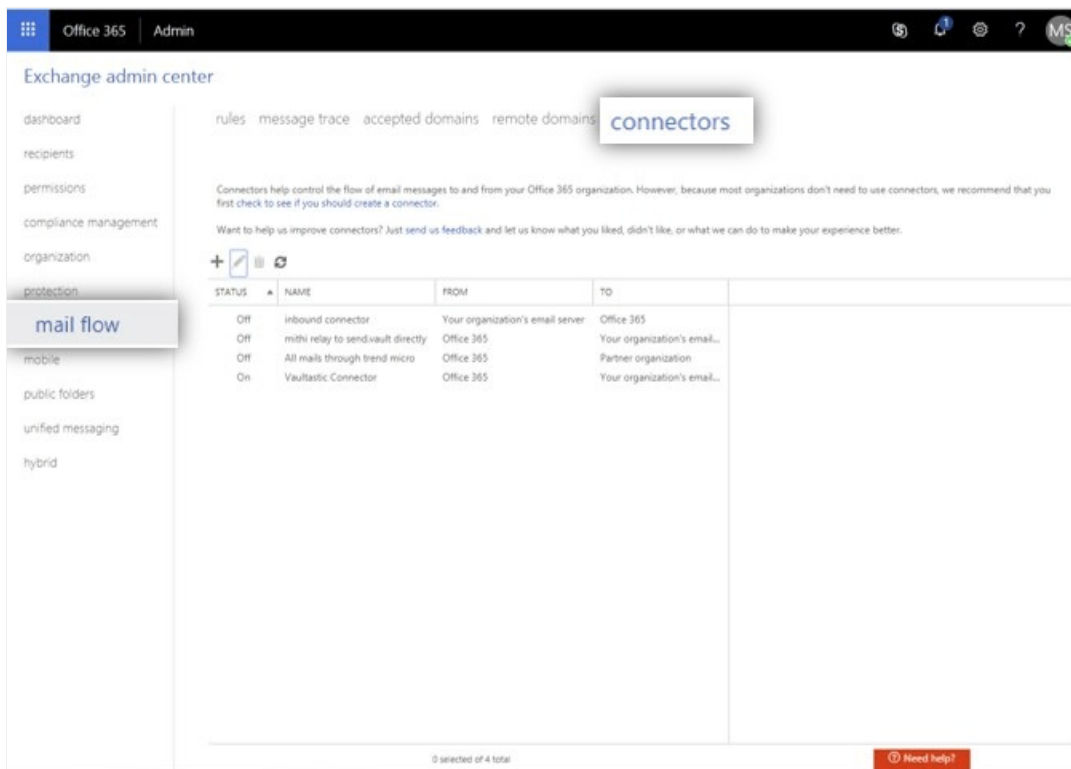 Office 365 Admin
1
MS
Exchange admin center
dashboard
recipients
permissions
compliance management
organization
protection
mail flow
mobile
public folders
unified messaging
hybrid
rules message trace accepted domains remote domains connectors
Connectors help control the flow of email messages to and from your Office 365 organization. However, because most organizations don't need to use connectors, we recommend that you
first check to see if you should create a connector.
Want to help us improve connectors? Just send us feedback and let us know what you liked, didn't like, or what we can do to make your experience better.
STATUS NAME FROM TO
Off inbound connector Your organization's email server Office 365
Off mithi relay to send.vault directly Office 365 Your organization's email...
Off All mails through trend micro Office 365 Partner organization
On Vaultastic Connector Office 365 Your organization's email...
0 selected of 4 total
Need help?